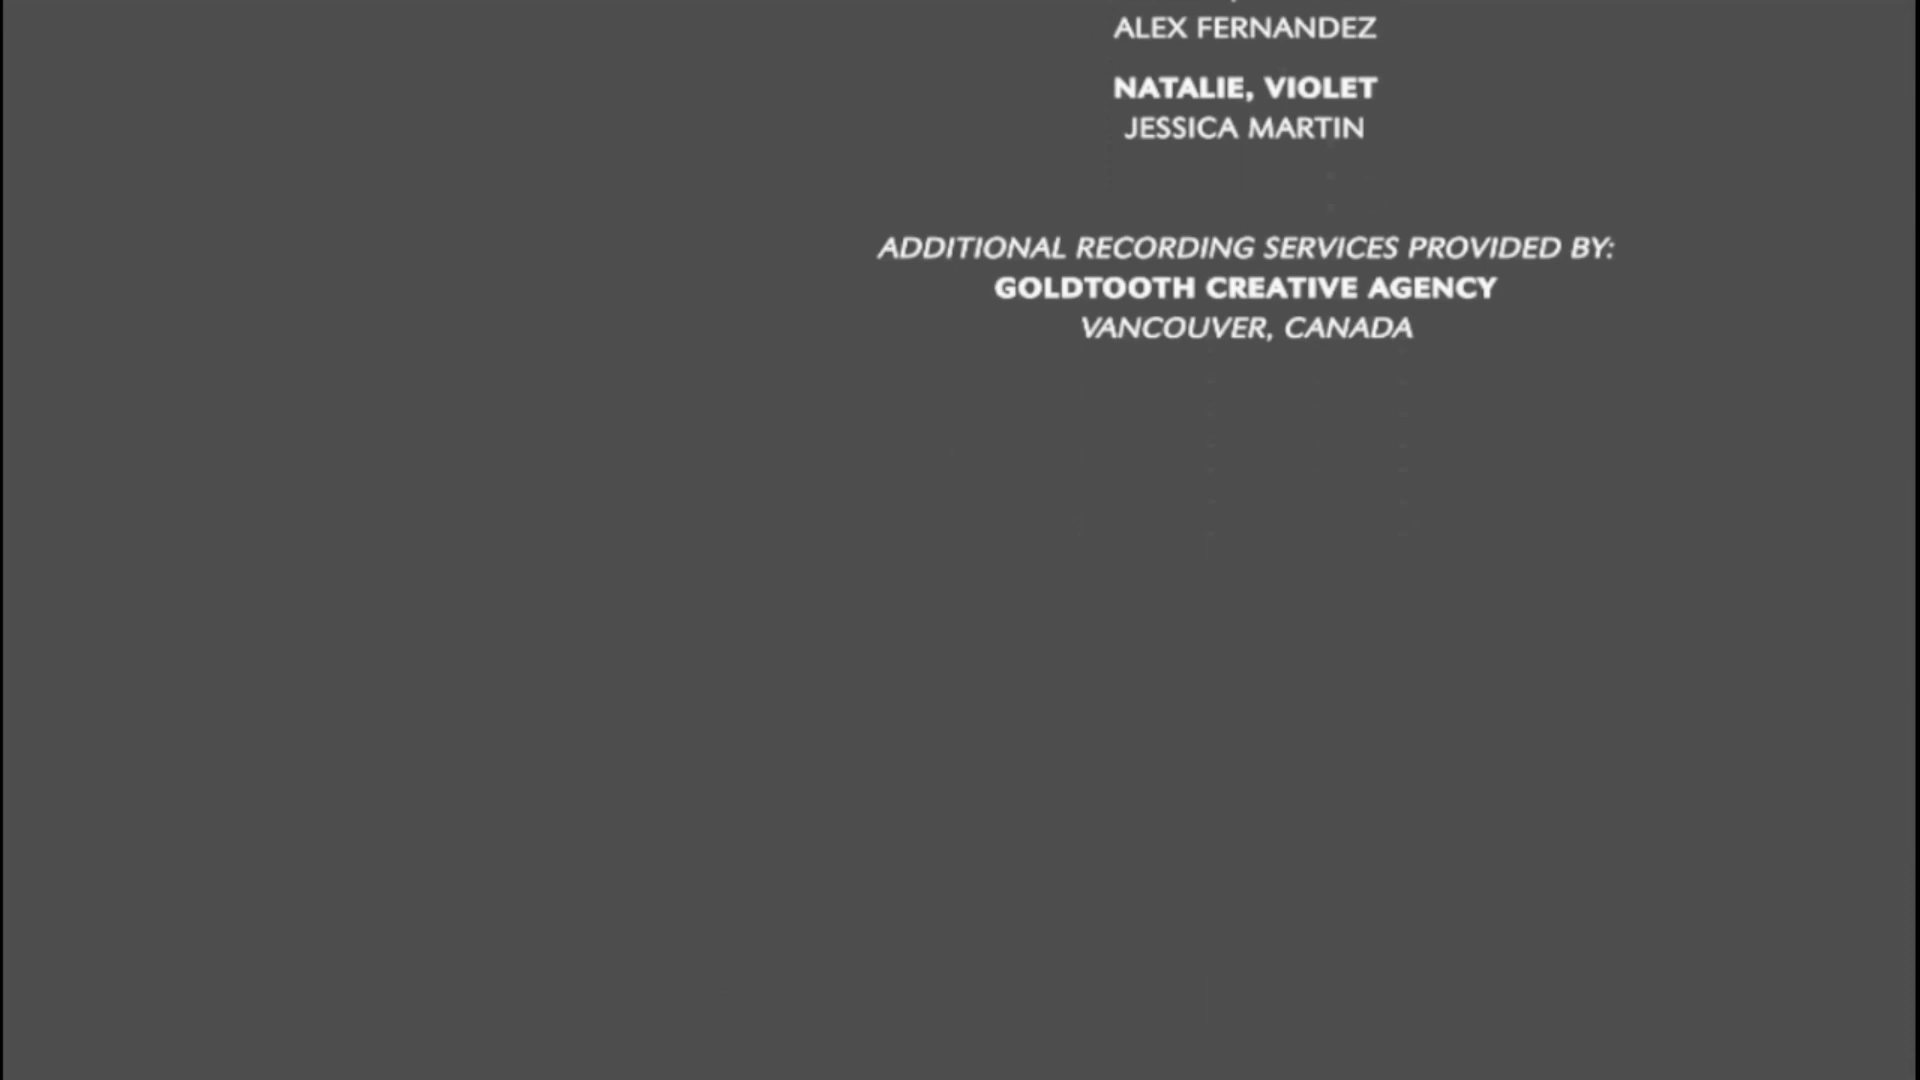 ALEX FERNANDEZ
NATALIE, VIOLET
JESSICA MARTIN
ADDITIONAL RECORDING SERVICES PROVIDED BY:
GOLDTOOTH CREATIVE AGENCY
VANCOUVER, CANADA